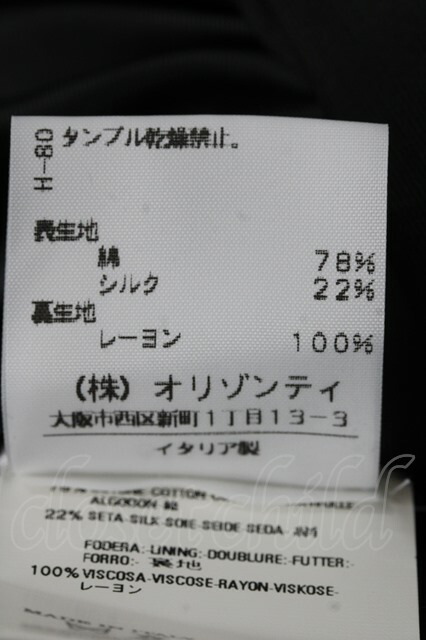 タンブル乾燥禁止。
08-H
表生地
綿 78%
シルク 22%
裏生地
レーヨン 100%
(株) オリゾンティ
大阪市西区新町1丁目13-3
イタリア製
COTTON
ALGODON 綿
22% SETA-SILK-SOIE-SEIDE-SEDA-
FODERA:-LINING:-DOUBLURE:-FUTTER:-
FORRO:- 裏地
100%VISCOSA-VISCOSE-RAYON-VISKOSE-
レーヨン
MADE IN